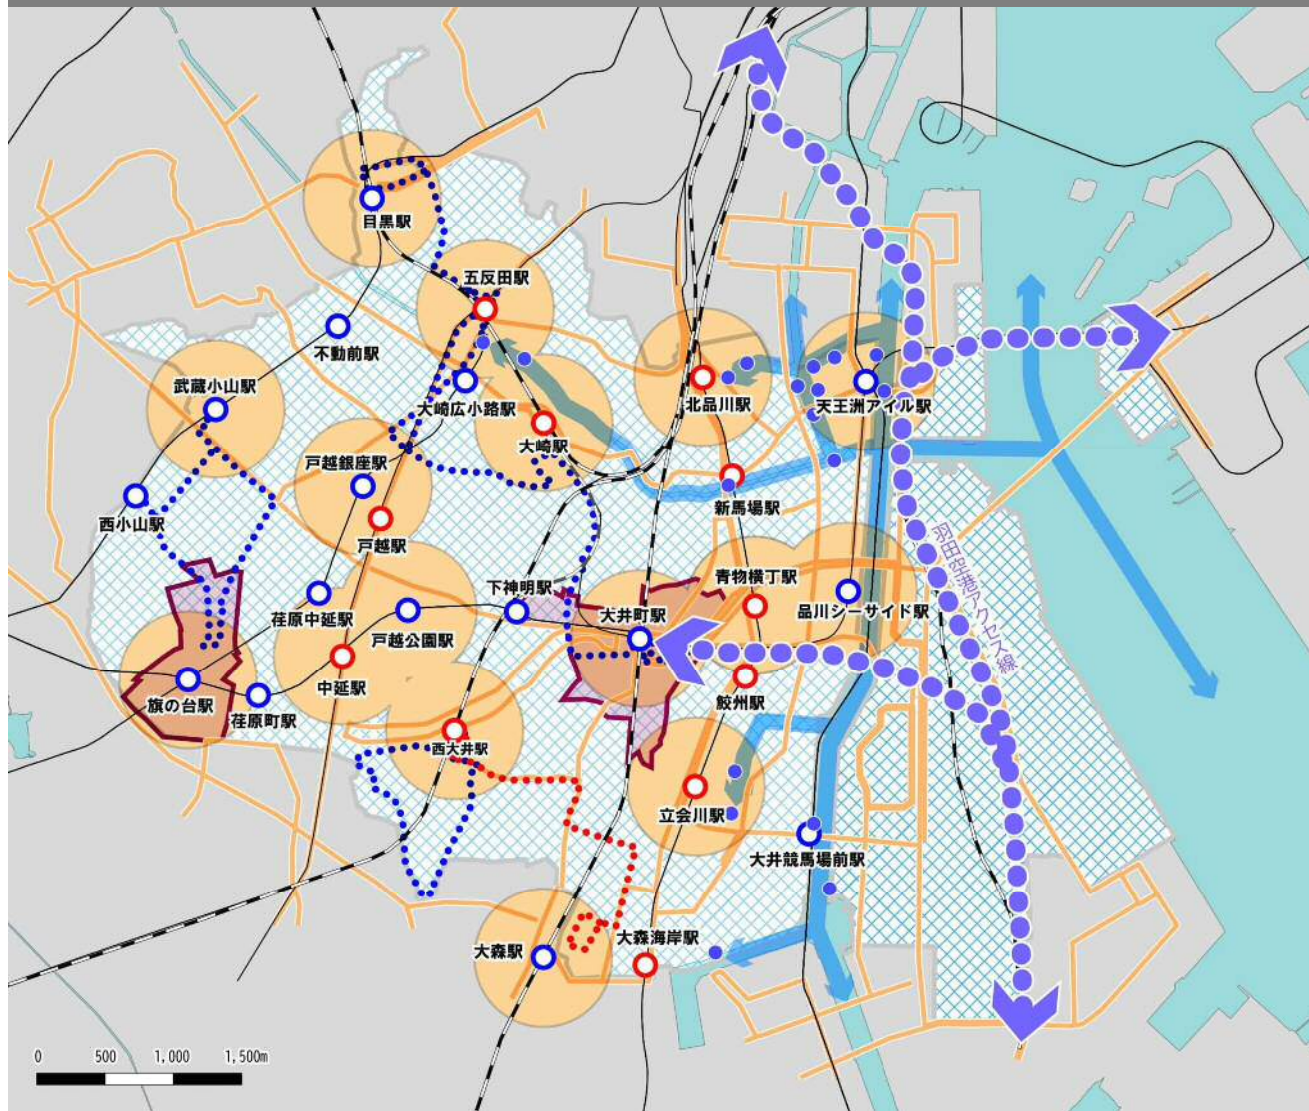 目黒駅
五反田駅
不動前駅
武蔵小山駅
大崎広小路駅
北品川駅
天王洲アイル駅
大崎駅
戸越銀座駅
西小山駅
新馬場駅
戸越駅
羽田空港アクセス線
下神明駅
青物横丁駅
荏原中延駅
大井町駅
品川シーサイド駅
戸越公園駅
中延駅
旗の台駅
鮫州駅
荏原町駅
西大井駅
立会川駅
大井競馬場前駅
大森海岸駅
大森駅
0 500 1,000 1,500m